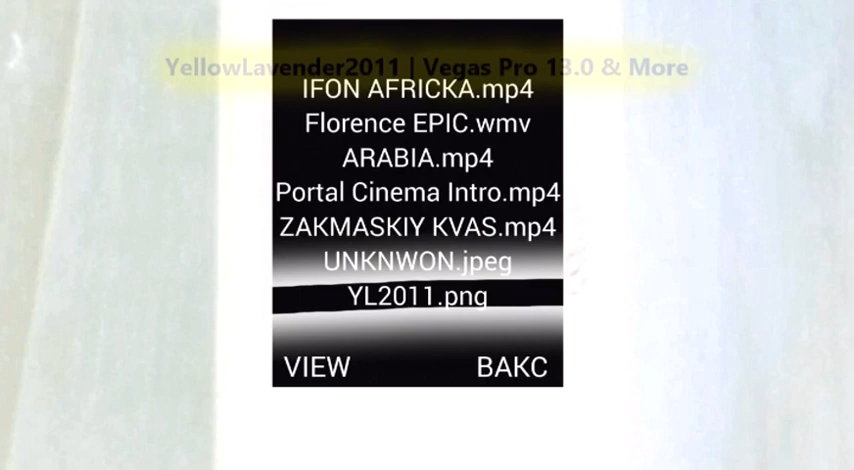 YellowLavender2011 | Vegas Pro 13.0 & More
IFON AFRICKA.mp4
Florence EPIC.wmv
ARABIA.mp4
Portal Cinema Intro.mp4
ZAKMASKIY KVAS.mp4
UNKNWON.jpeg
YL2011.png
VIEW BAKC